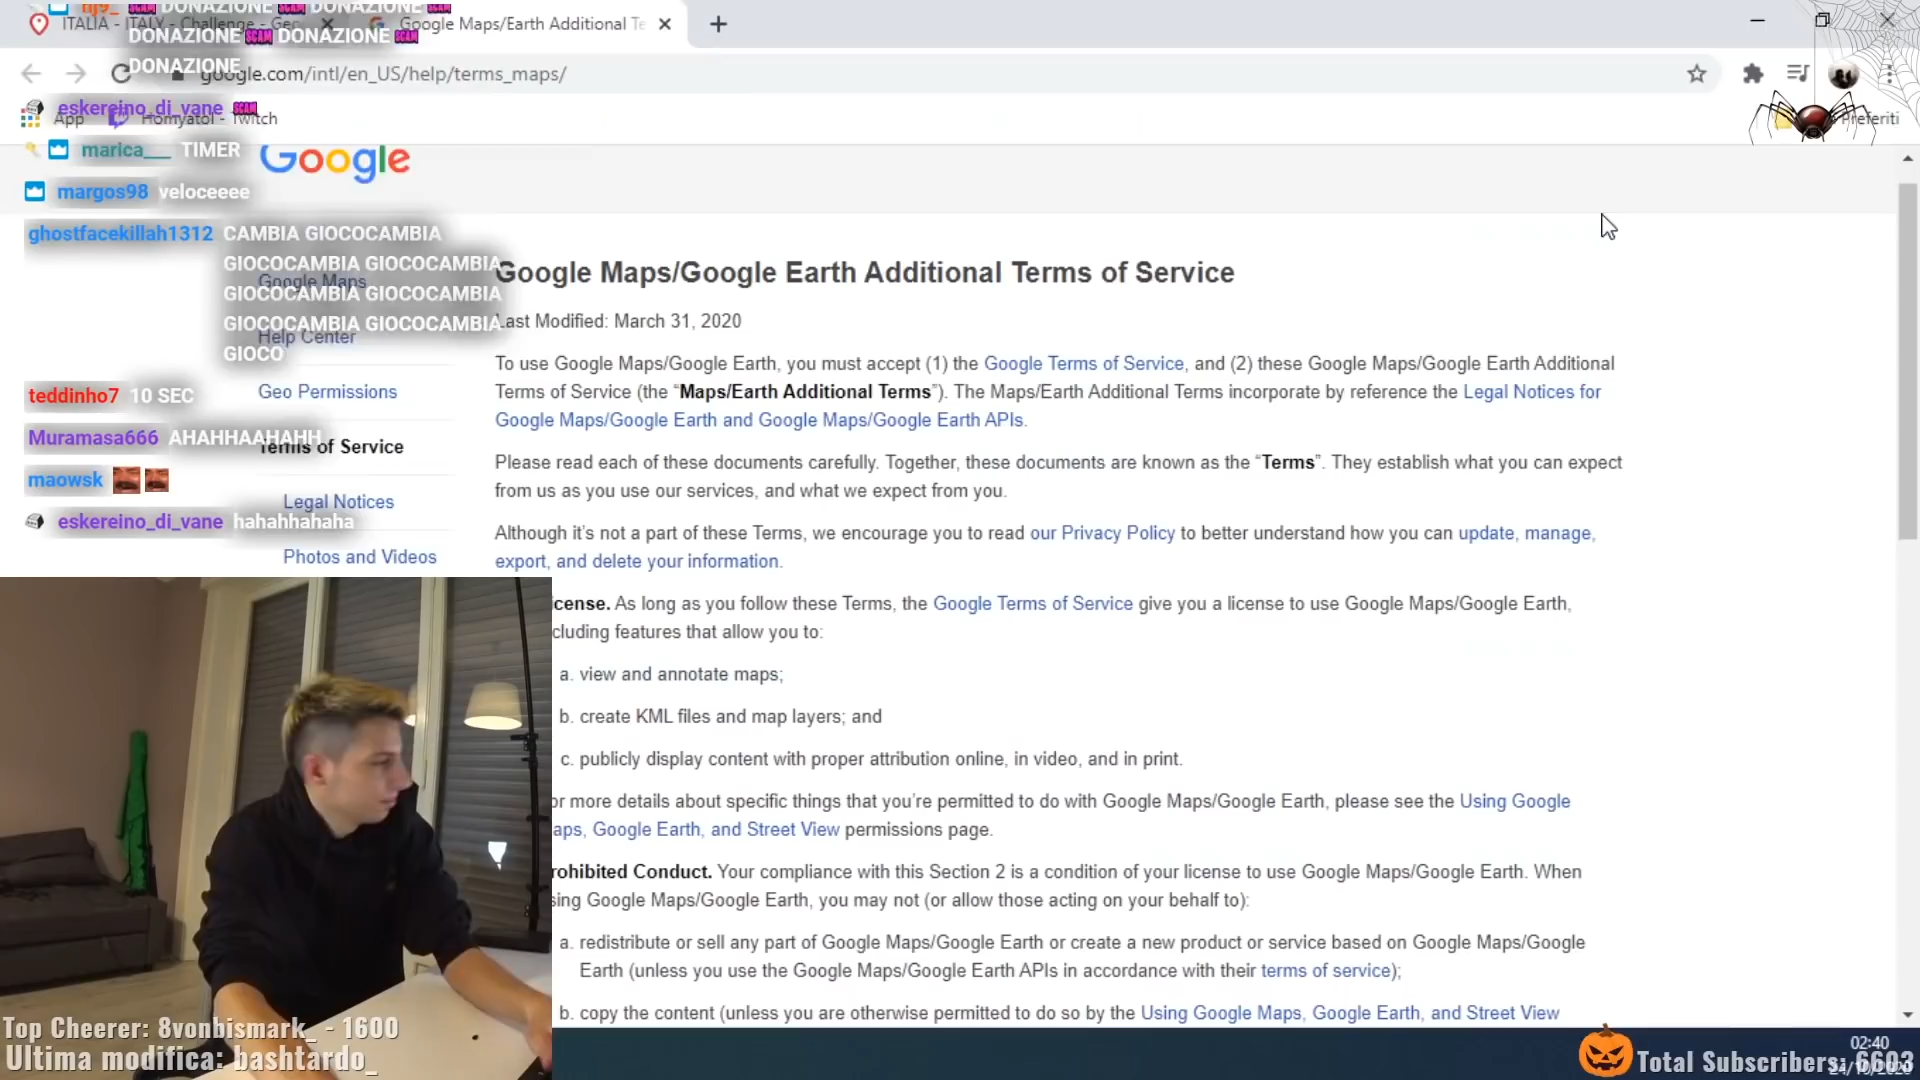 nj9_ SCAM DONAZIONE SCAM DONAZIONE SCAM
ITALIA - ITALY - Challenge - Geo
Google Maps/Earth Additional Te
DONAZIONE SCAM DONAZIONE SCAM
DONAZIONE
google.com/intl/en_US/help/terms_maps/
eskereino_di_vane SCAM
App
Homyatol - Twitch
Preferiti
marica___ TIMER
Google
margos98 veloceeee
ghostfacekillah1312 CAMBIA GIOCOCAMBIA
GIOCOCAMBIA GIOCOCAMBIA
GIOCOCAMBIA GIOCOCAMBIA
GIOCOCAMBIA GIOCOCAMBIA
GIOCO
teddinho7 10 SEC
Muramasa666 AHAHHAAHAHH
maowsk
eskereino_di_vane hahahhahaha
Google Maps
Help Center
Geo Permissions
Terms of Service
Legal Notices
Photos and Videos
Google Maps/Google Earth Additional Terms of Service
Last Modified: March 31, 2020
To use Google Maps/Google Earth, you must accept (1) the Google Terms of Service, and (2) these Google Maps/Google Earth Additional
Terms of Service (the “Maps/Earth Additional Terms”). The Maps/Earth Additional Terms incorporate by reference the Legal Notices for
Google Maps/Google Earth and Google Maps/Google Earth APIs.
Please read each of these documents carefully. Together, these documents are known as the “Terms”. They establish what you can expect
from us as you use our services, and what we expect from you.
Although it’s not a part of these Terms, we encourage you to read our Privacy Policy to better understand how you can update, manage,
export, and delete your information.
icense. As long as you follow these Terms, the Google Terms of Service give you a license to use Google Maps/Google Earth,
cluding features that allow you to:
a. view and annotate maps;
b. create KML files and map layers; and
c. publicly display content with proper attribution online, in video, and in print.
or more details about specific things that you’re permitted to do with Google Maps/Google Earth, please see the Using Google
aps, Google Earth, and Street View permissions page.
rohibited Conduct. Your compliance with this Section 2 is a condition of your license to use Google Maps/Google Earth. When
sing Google Maps/Google Earth, you may not (or allow those acting on your behalf to):
a. redistribute or sell any part of Google Maps/Google Earth or create a new product or service based on Google Maps/Google
Earth (unless you use the Google Maps/Google Earth APIs in accordance with their terms of service);
b. copy the content (unless you are otherwise permitted to do so by the Using Google Maps, Google Earth, and Street View
Top Cheerer: 8vonbismark_ - 1600
Ultima modifica: bashtardo_
02:40
Total Subscribers: 6603